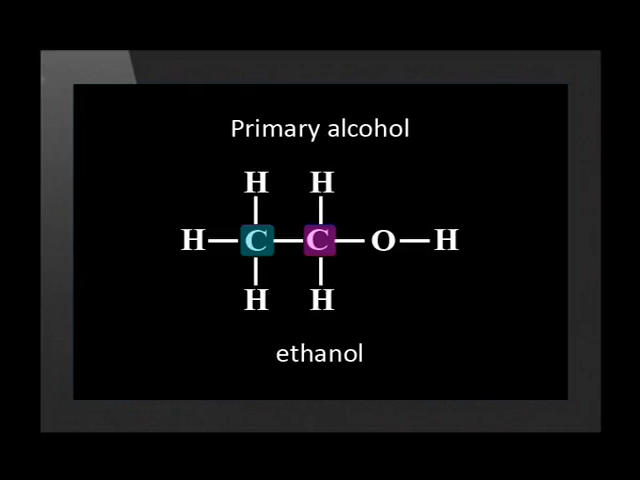 Primary alcohol
H H
H C C O H
H H
ethanol